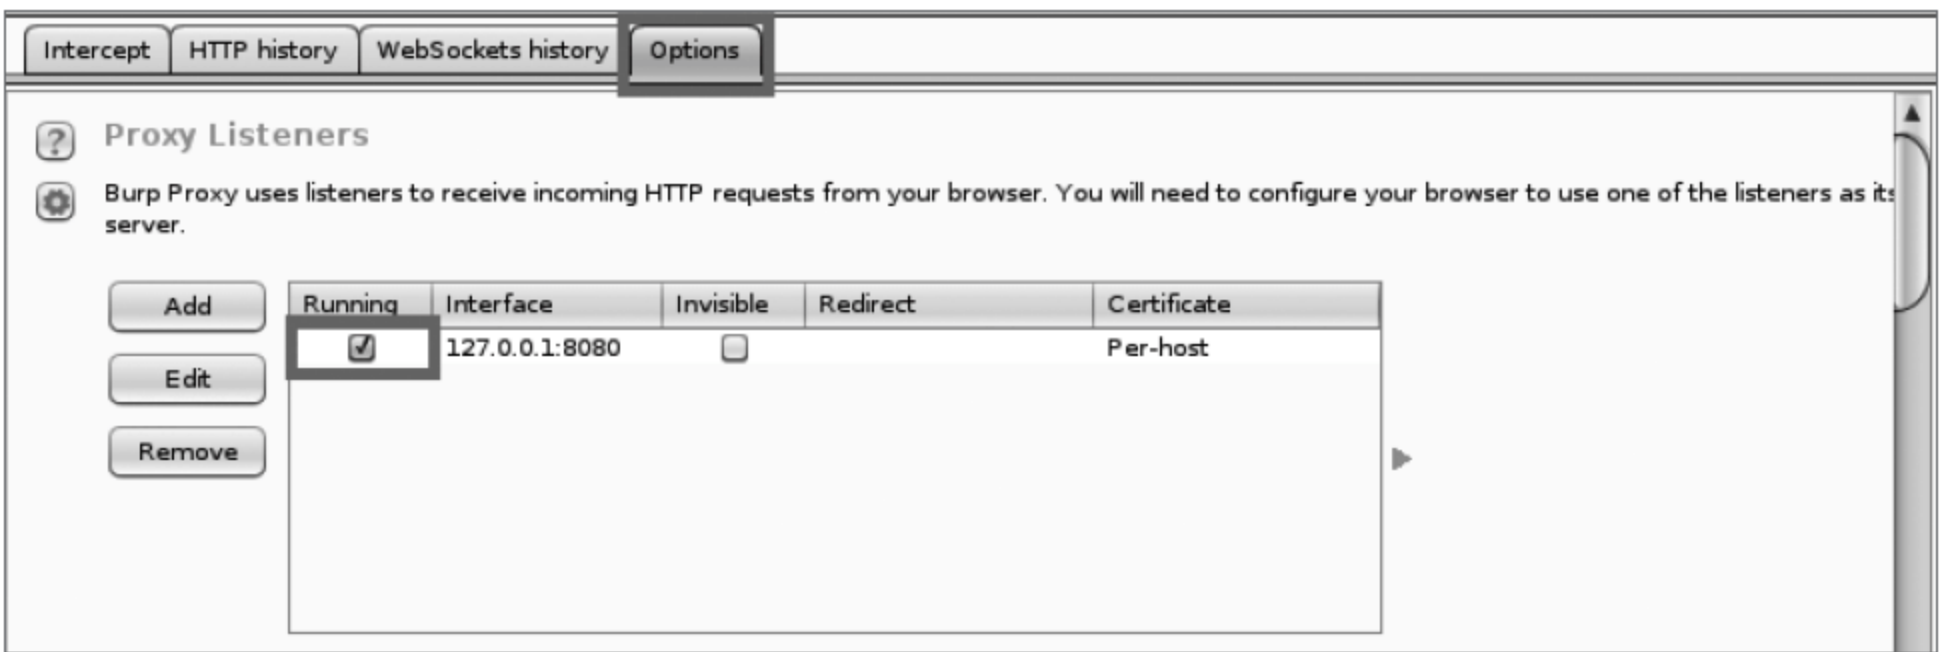 Intercept HTTP history WebSockets history Options
Proxy Listeners
Burp Proxy uses listeners to receive incoming HTTP requests from your browser. You will need to configure your browser to use one of the listeners as its
server.
Add
Edit
Remove
Running Interface Invisible Redirect Certificate
127.0.0.1:8080 Per-host